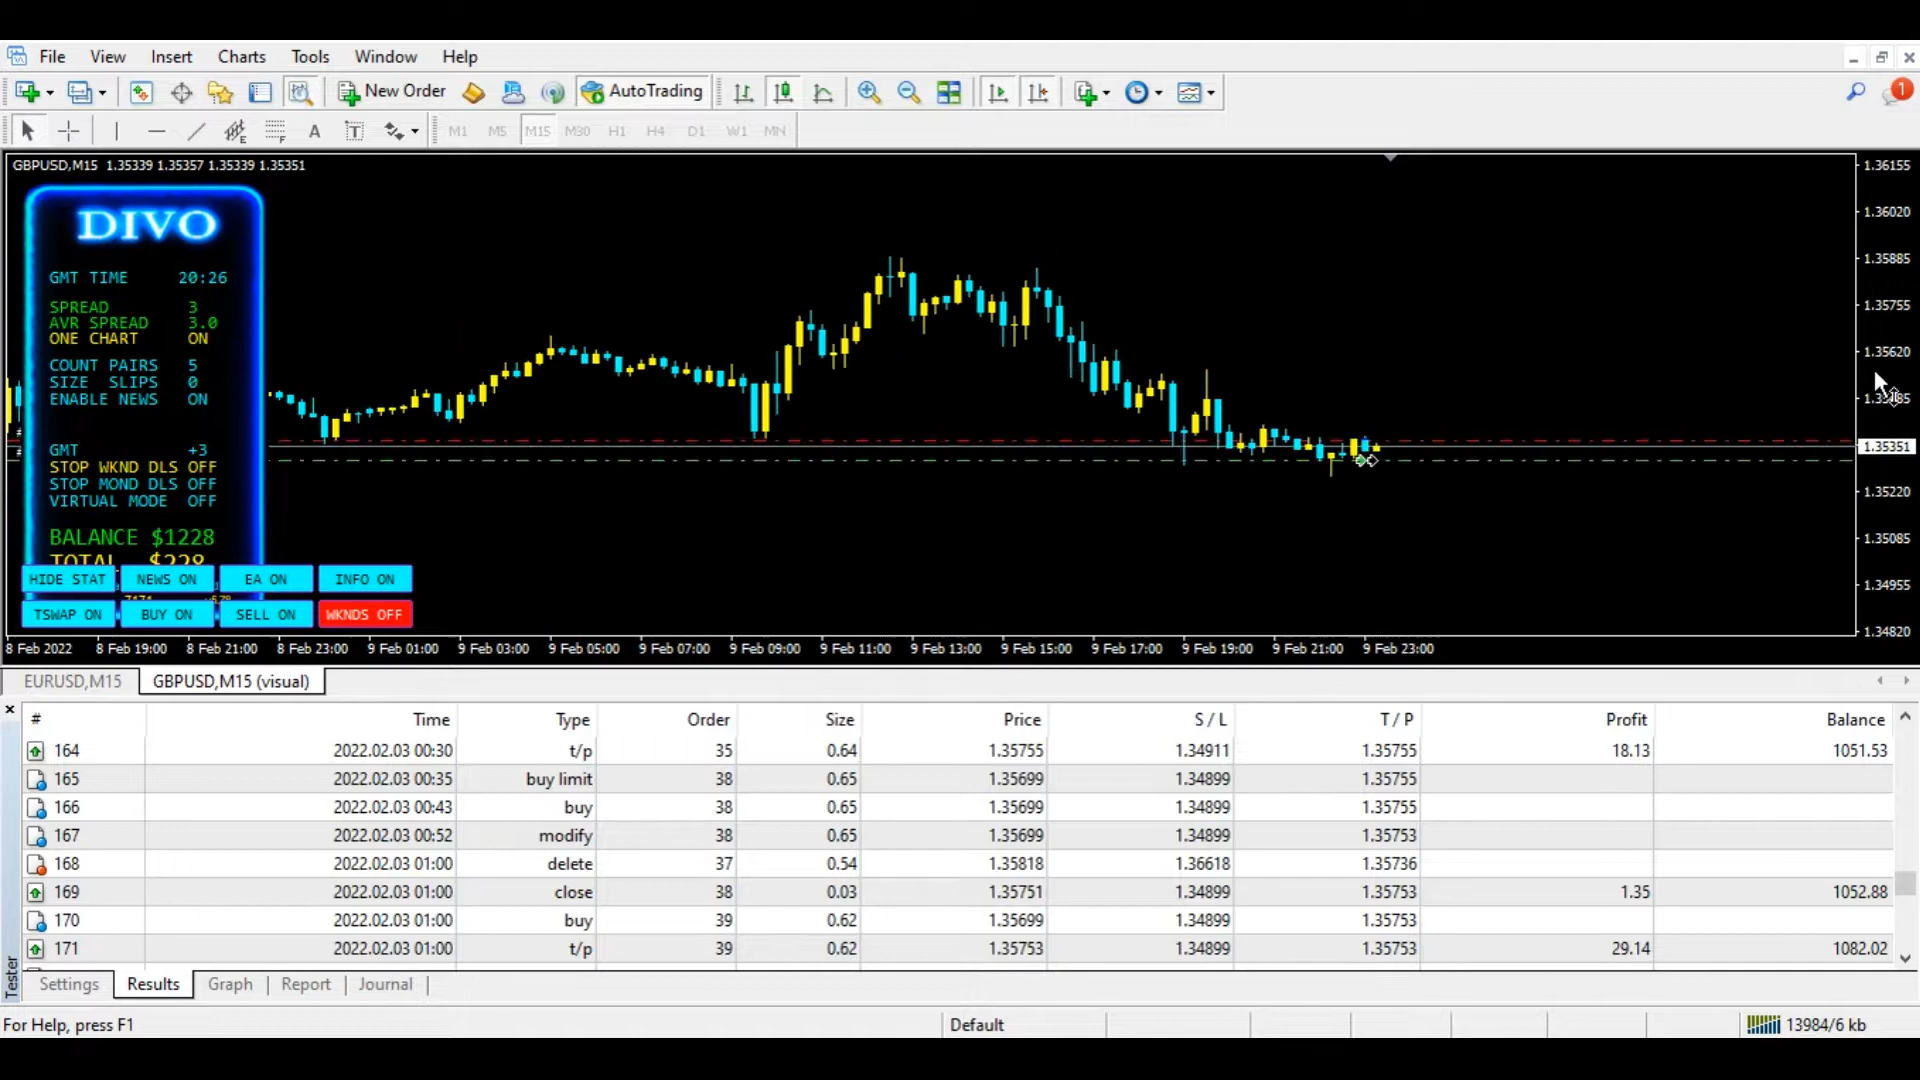 File View Insert Charts Tools Window Help
New Order AutoTrading 1
A T M1 M5 M15 M30 H1 H4 D1 W1 MN
GBPUSD,M15 1.35339 1.35357 1.35339 1.35351
DIVO
GMT TIME 20:26
SPREAD 3
AVR SPREAD 3.0
ONE CHART ON
COUNT PAIRS 5
SIZE SLIPS 0
ENABLE NEWS ON
GMT +3
STOP WKND DLS OFF
STOP MOND DLS OFF
VIRTUAL MODE OFF
BALANCE $1228
TOTAL $228
HIDE STAT NEWS ON EA ON INFO ON
TSWAP ON BUY ON SELL ON WKNDS OFF
1.36155
1.36020
1.35885
1.35755
1.35620
1.35351
1.35220
1.35085
1.34955
1.34820
8 Feb 2022 8 Feb 19:00 8 Feb 21:00 8 Feb 23:00 9 Feb 01:00 9 Feb 03:00 9 Feb 05:00 9 Feb 07:00 9 Feb 09:00 9 Feb 11:00 9 Feb 13:00 9 Feb 15:00 9 Feb 17:00 9 Feb 19:00 9 Feb 21:00 9 Feb 23:00
EURUSD,M15 GBPUSD,M15 (visual)
# Time Type Order Size Price S / L T / P Profit Balance
164 2022.02.03 00:30 t/p 35 0.64 1.35755 1.34911 1.35755 18.13 1051.53
165 2022.02.03 00:35 buy limit 38 0.65 1.35699 1.34899 1.35755
166 2022.02.03 00:43 buy 38 0.65 1.35699 1.34899 1.35755
167 2022.02.03 00:52 modify 38 0.65 1.35699 1.34899 1.35753
168 2022.02.03 01:00 delete 37 0.54 1.35818 1.36618 1.35736
169 2022.02.03 01:00 close 38 0.03 1.35751 1.34899 1.35753 1.35 1052.88
170 2022.02.03 01:00 buy 39 0.62 1.35699 1.34899 1.35753
171 2022.02.03 01:00 t/p 39 0.62 1.35753 1.34899 1.35753 29.14 1082.02
Tester
Settings Results Graph Report Journal
For Help, press F1 Default 13984/6 kb